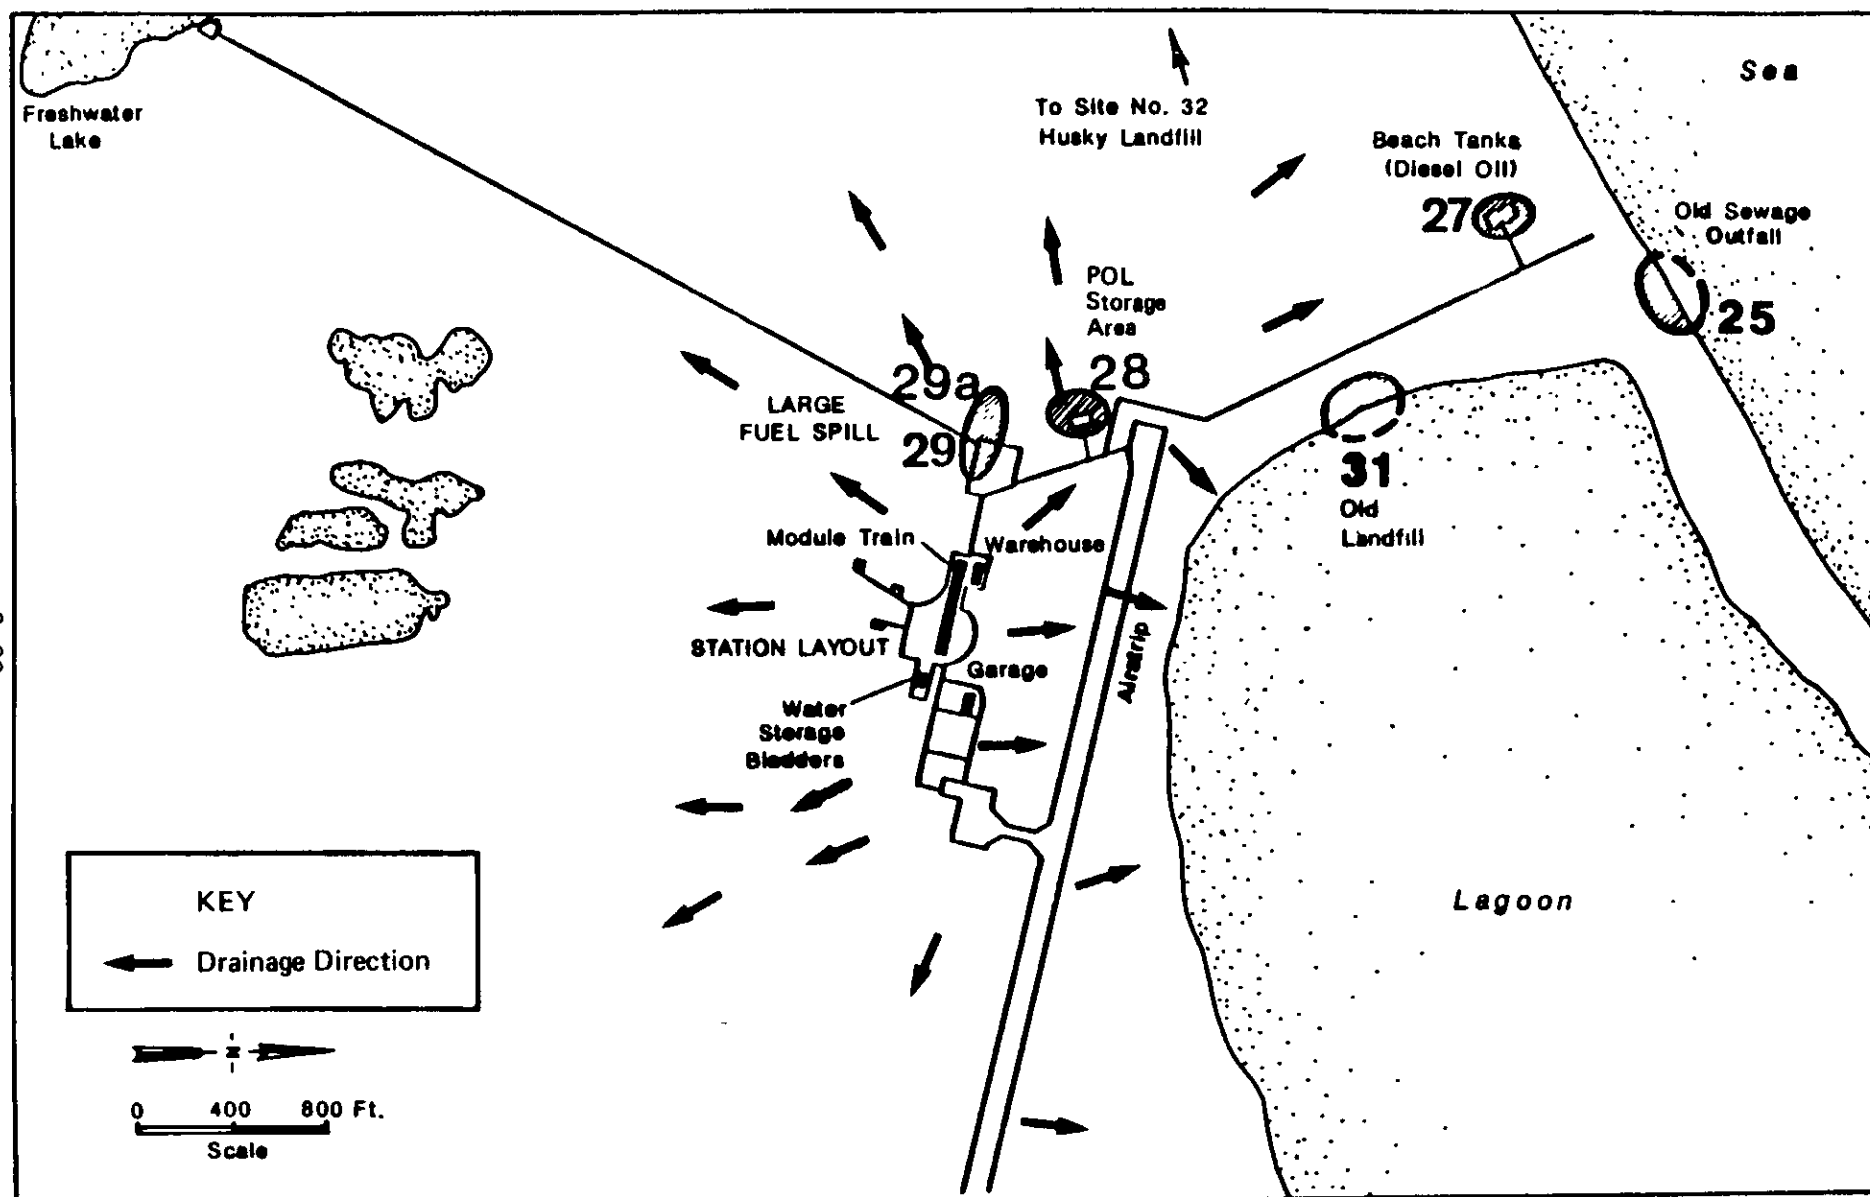 Sea
Freshwater
Lake
To Site No. 32
Husky Landfill
Beach Tanks
(Diesel Oil)
27
Old Sewage
Outfall
25
POL
Storage
Area
28
29a
LARGE
FUEL SPILL
29
31
Old
Landfill
Module Train
Warehouse
STATION LAYOUT
Garage
Airstrip
Water
Storage
Bladders
Lagoon
KEY
Drainage Direction
N
0 400 800 Ft.
Scale